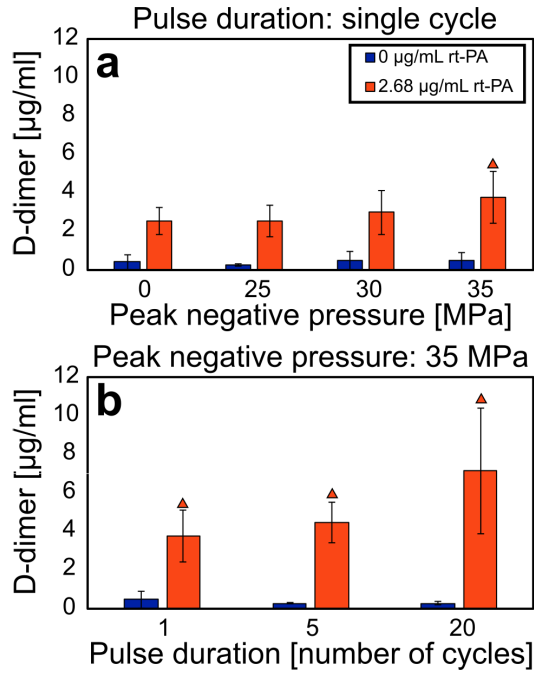 Pulse duration: single cycle
a
0 µg/mL rt-PA
2.68 µg/mL rt-PA
D-dimer [µg/ml]
12
10
8
6
4
2
0
0 25 30 35
Peak negative pressure [MPa]
Peak negative pressure: 35 MPa
b
D-dimer [µg/ml]
12
10
8
6
4
2
0
1 5 20
Pulse duration [number of cycles]